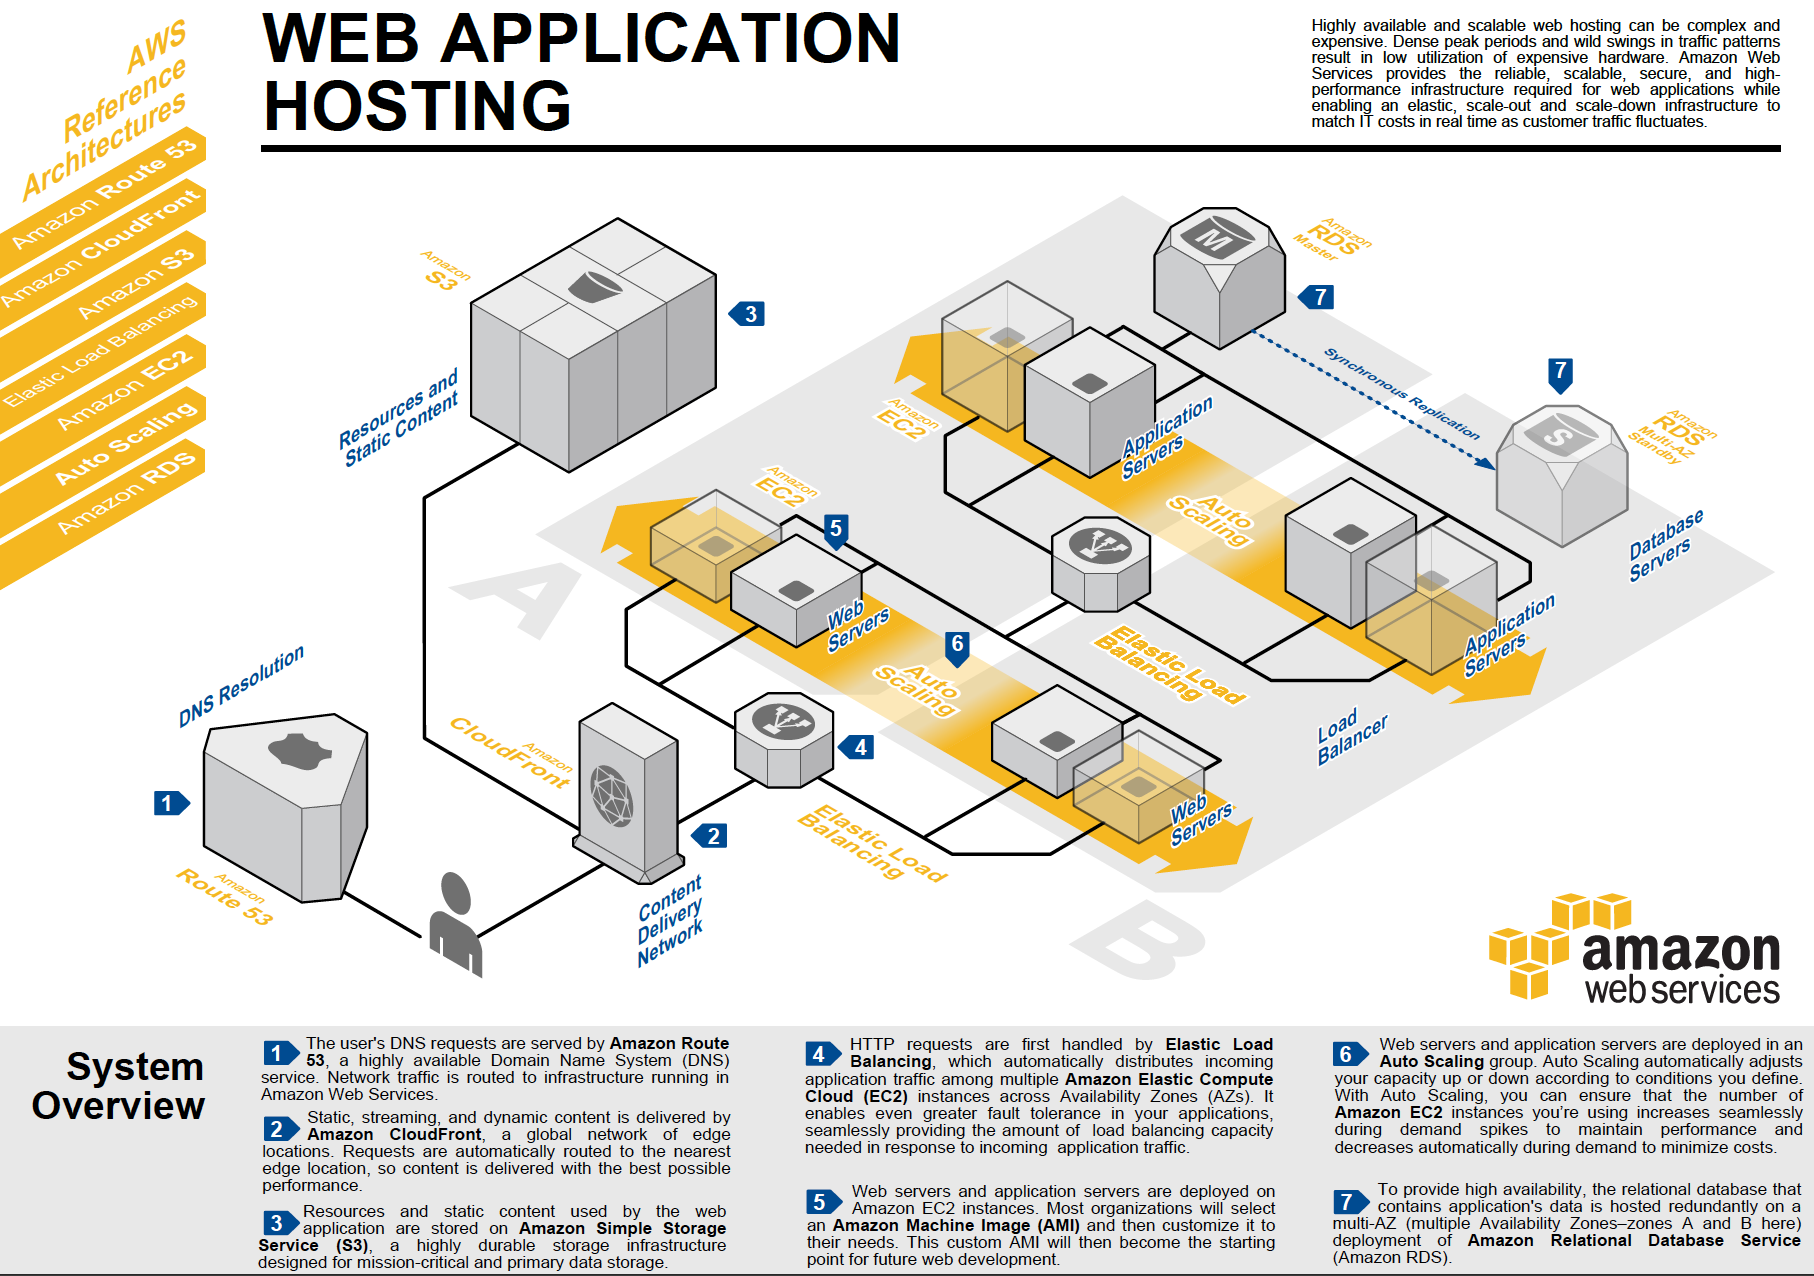 AWS
Reference
Architectures
Amazon Route 53
Amazon CloudFront
Amazon S3
Elastic Load Balancing
Amazon EC2
Auto Scaling
Amazon RDS
WEB APPLICATION
HOSTING
Highly available and scalable web hosting can be complex and
expensive. Dense peak periods and wild swings in traffic patterns
result in low utilization of expensive hardware. Amazon Web
Services provides the reliable, scalable, secure, and high-
performance infrastructure required for web applications while
enabling an elastic, scale-out and scale-down infrastructure to
match IT costs in real time as customer traffic fluctuates.
Amazon
S3
3
Resources and
Static Content
M
Amazon
RDS
Master
7
Synchronous Replication
7
S
Amazon
RDS
Multi-AZ
Standby
Database
Servers
Amazon
EC2
Application
Servers
Auto
Scaling
Application
Servers
Amazon
EC2
5
Web
Servers
6
Auto
Scaling
Elastic Load
Balancing
Load
Balancer
A
DNS Resolution
1
Amazon
Route 53
Amazon
CloudFront
2
Content
Delivery
Network
4
Elastic Load
Balancing
Web
Servers
B
amazon
web services
System
Overview
1 The user's DNS requests are served by Amazon Route
53, a highly available Domain Name System (DNS)
service. Network traffic is routed to infrastructure running in
Amazon Web Services.
2 Static, streaming, and dynamic content is delivered by
Amazon CloudFront, a global network of edge
locations. Requests are automatically routed to the nearest
edge location, so content is delivered with the best possible
performance.
3 Resources and static content used by the web
application are stored on Amazon Simple Storage
Service (S3), a highly durable storage infrastructure
designed for mission-critical and primary data storage.
4 HTTP requests are first handled by Elastic Load
Balancing, which automatically distributes incoming
application traffic among multiple Amazon Elastic Compute
Cloud (EC2) instances across Availability Zones (AZs). It
enables even greater fault tolerance in your applications,
seamlessly providing the amount of load balancing capacity
needed in response to incoming application traffic.
5 Web servers and application servers are deployed on
Amazon EC2 instances. Most organizations will select
an Amazon Machine Image (AMI) and then customize it to
their needs. This custom AMI will then become the starting
point for future web development.
6 Web servers and application servers are deployed in an
Auto Scaling group. Auto Scaling automatically adjusts
your capacity up or down according to conditions you define.
With Auto Scaling, you can ensure that the number of
Amazon EC2 instances you're using increases seamlessly
during demand spikes to maintain performance and
decreases automatically during demand to minimize costs.
7 To provide high availability, the relational database that
contains application's data is hosted redundantly on a
multi-AZ (multiple Availability Zones–zones A and B here)
deployment of Amazon Relational Database Service
(Amazon RDS).